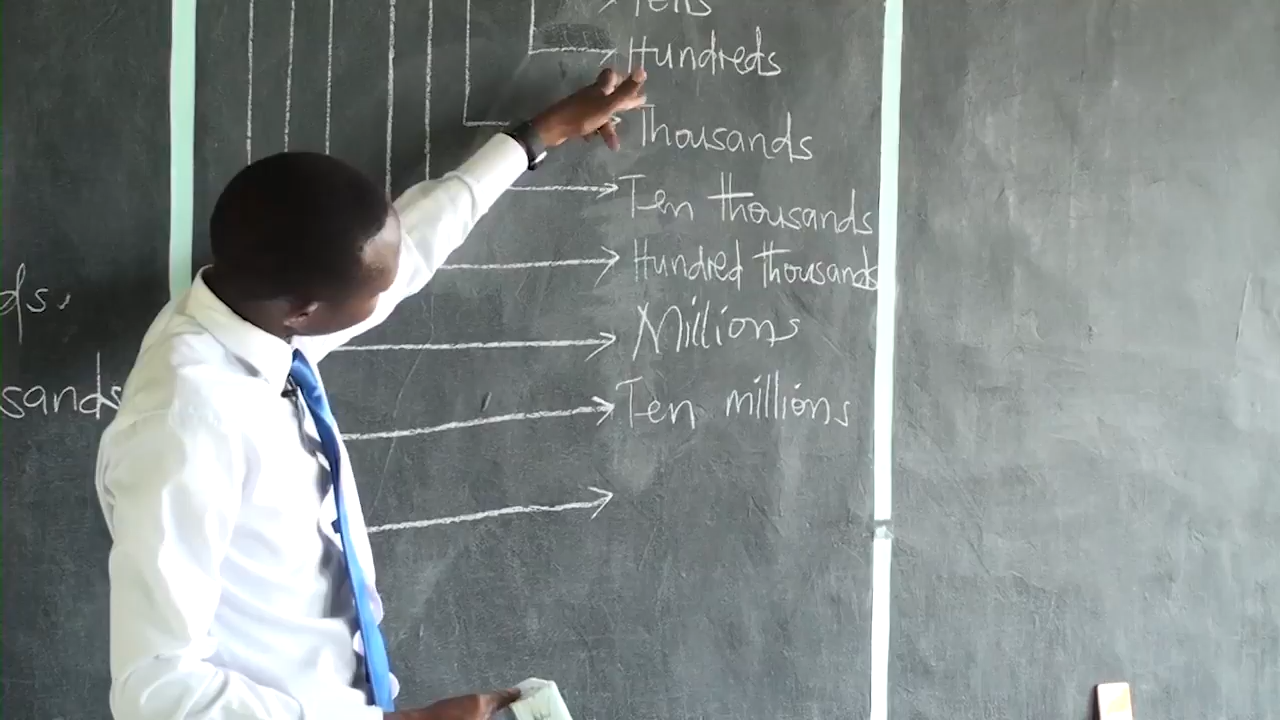 Tens
Hundreds
Thousands
Ten thousands
Hundred thousands
Millions
Ten millions
ds.
sands